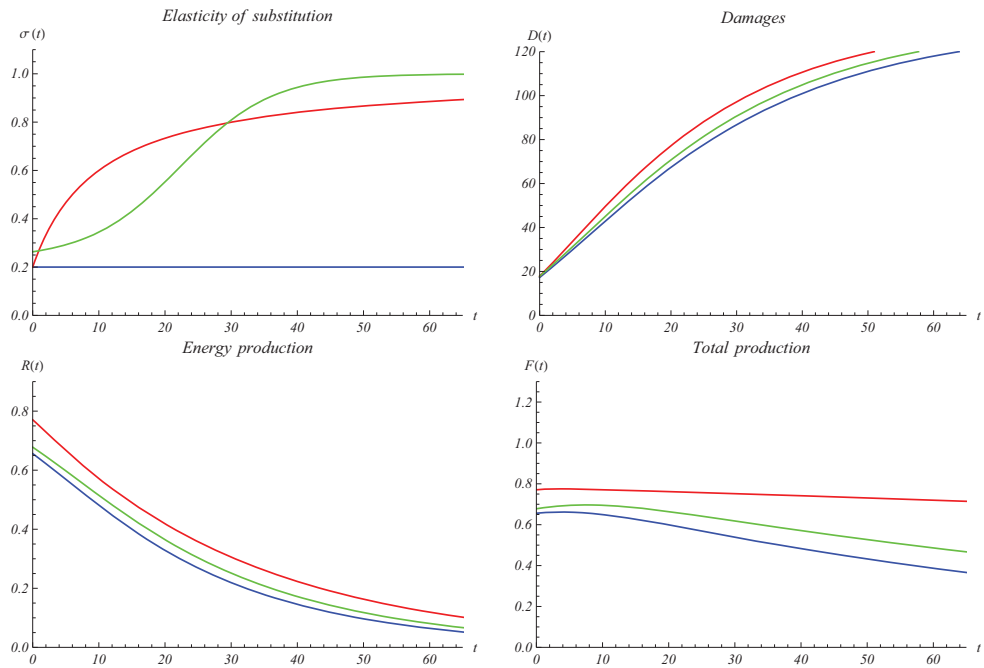 Elasticity of substitution
σ(t)
1.0
0.8
0.6
0.4
0.2
0.0
0 10 20 30 40 50 60 t
Damages
D(t)
120
100
80
60
40
20
0
0 10 20 30 40 50 60 t
Energy production
R(t)
0.8
0.6
0.4
0.2
0.0
0 10 20 30 40 50 60 t
Total production
F(t)
1.2
1.0
0.8
0.6
0.4
0.2
0.0
0 10 20 30 40 50 60 t